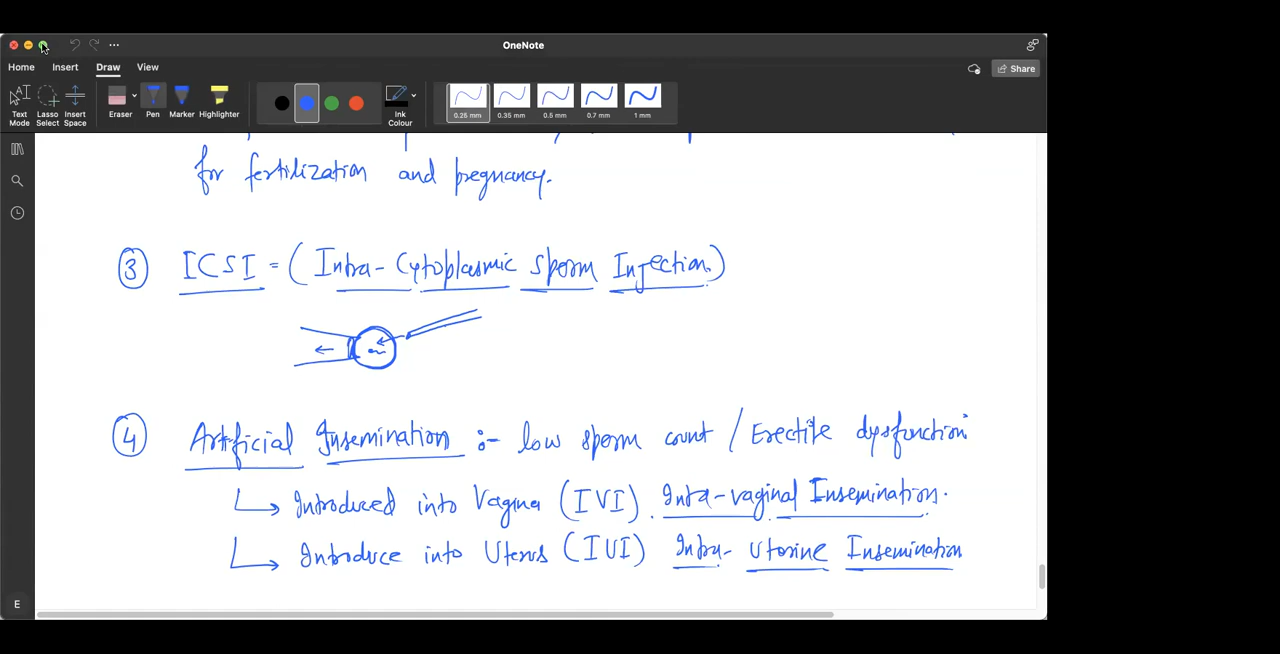 OneNote
Home Insert Draw View
Share
Text Mode
Lasso Select
Insert Space
Eraser
Pen
Marker
Highlighter
Ink Colour
0.25 mm
0.35 mm
0.5 mm
0.7 mm
1 mm
for fertilization and pregnancy.
③ ICSI = (Intra-Cytoplasmic Sperm Injection.)
④ Artificial Insemination :- low sperm count / Erectile dysfunction
↳ Introduced into Vagina (IVI). Intra-vaginal Insemination.
↳ Introduce into Uterus (IUI) Intra-Uterine Insemination
E